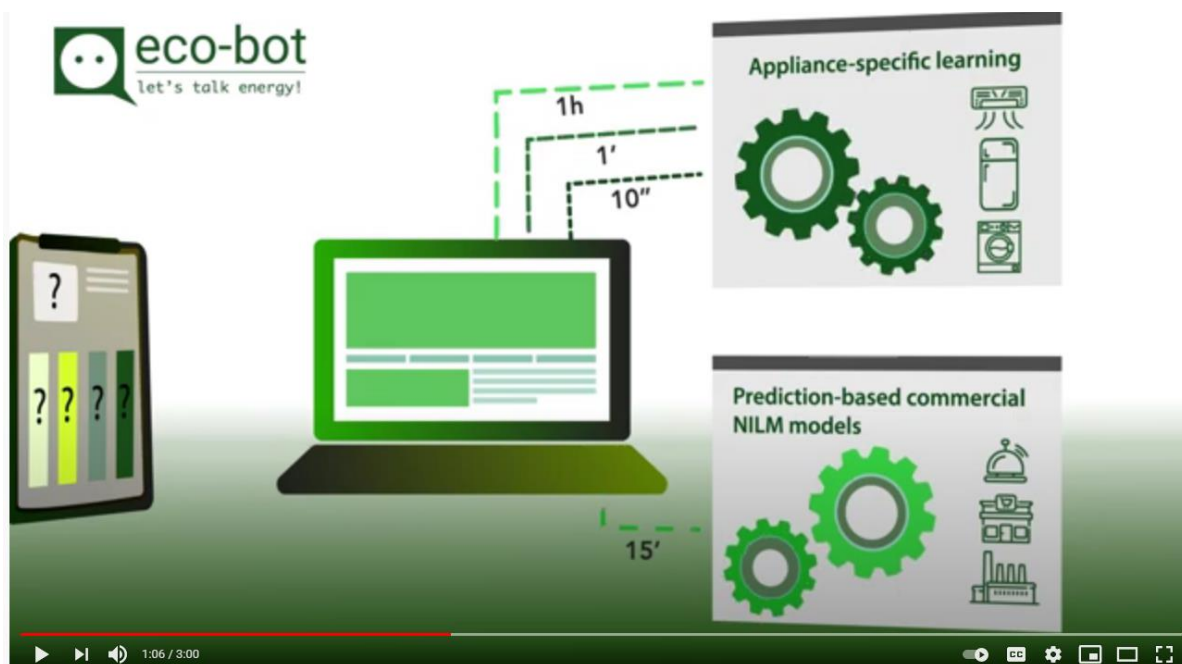 eco-bot
let's talk energy!
1h
1'
10"
Appliance-specific learning
?
? ? ? ?
Prediction-based commercial
NILM models
15'
1:06 / 3:00
CC